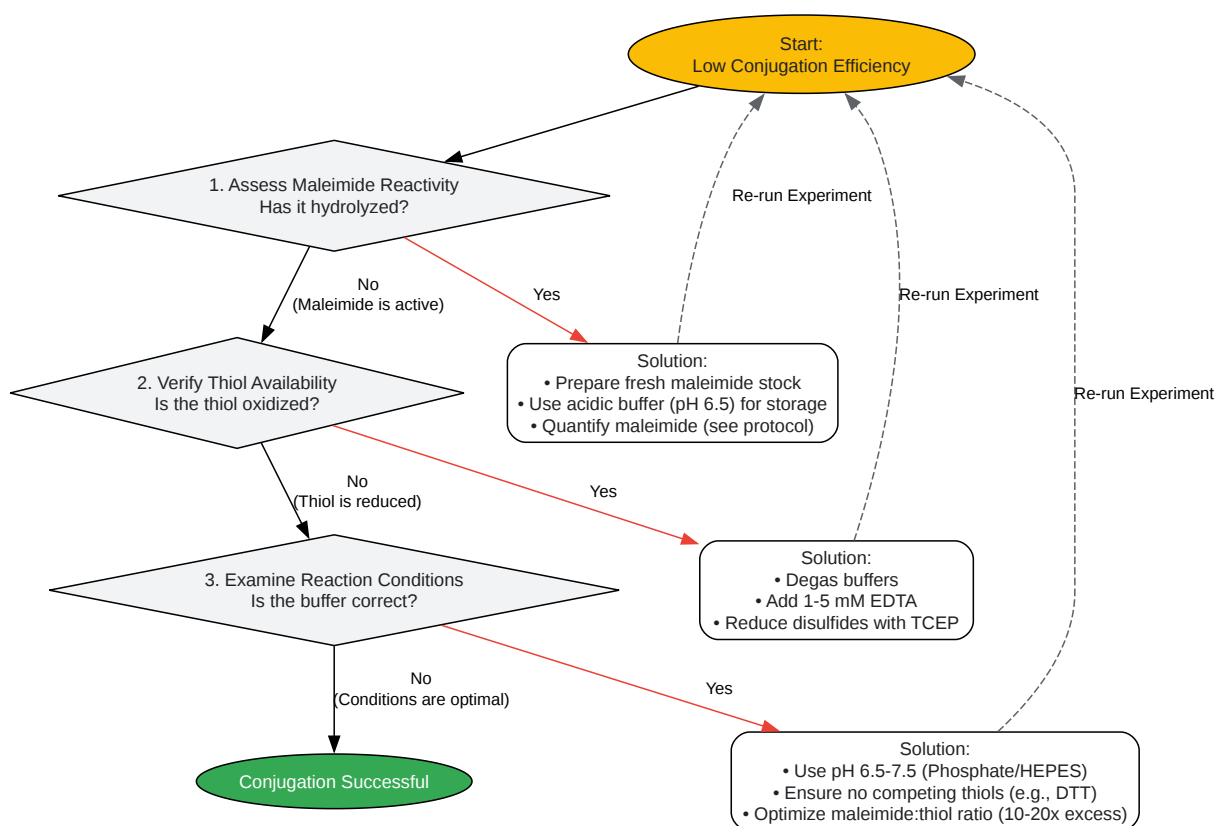 Start:
Low Conjugation Efficiency
1. Assess Maleimide Reactivity
Has it hydrolyzed?
Re-run Experiment
No
(Maleimide is active)
Yes
Re-run Experiment
Solution:
• Prepare fresh maleimide stock
• Use acidic buffer (pH 6.5) for storage
• Quantify maleimide (see protocol)
2. Verify Thiol Availability
Is the thiol oxidized?
Re-run Experiment
No
(Thiol is reduced)
Yes
Solution:
• Degas buffers
• Add 1-5 mM EDTA
• Reduce disulfides with TCEP
3. Examine Reaction Conditions
Is the buffer correct?
No
(Conditions are optimal)
Yes
Solution:
• Use pH 6.5-7.5 (Phosphate/HEPES)
• Ensure no competing thiols (e.g., DTT)
• Optimize maleimide:thiol ratio (10-20x excess)
Conjugation Successful